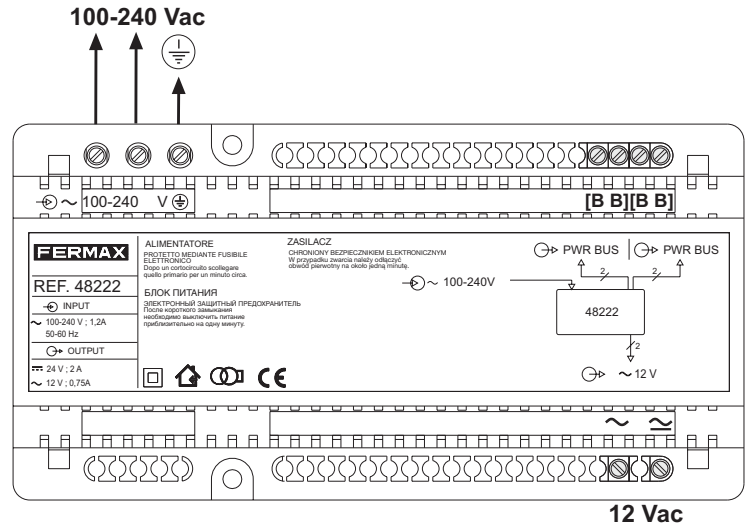 100-240 Vac
100-240 V
[B B][B B]
FERMAX
REF. 48222
INPUT
~ 100-240 V ; 1,2A
50-60 Hz
OUTPUT
24 V ; 2 A
~ 12 V ; 0,75A
ALIMENTATORE
PROTETTO MEDIANTE FUSIBILE
ELETTRONICO
Dopo un cortocircuito scollegare
quello primario per un minuto circa.
БЛОК ПИТАНИЯ
ЭЛЕКТРОННЫЙ ЗАЩИТНЫЙ ПРЕДОХРАНИТЕЛЬ
После короткого замыкания
необходимо выключить питание
приблизительно на одну минуту.
ZASILACZ
CHRONIONY BEZPIECZNIKIEM ELEKTRONICZNYM
W przypadku zwarcia należy odłączyć
obwód pierwotny na około jedną minutę.
~ 100-240V
PWR BUS
PWR BUS
2
2
48222
2
~ 12 V
CE
12 Vac